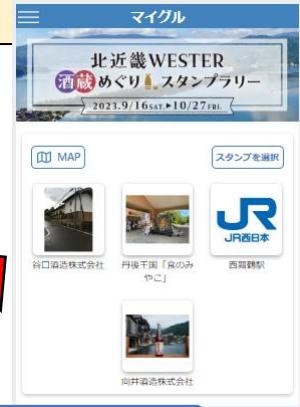 マイグル
北近畿WESTER
酒蔵めぐり スタンプラリー
2023.9/16SAT.▶10/27FRI.
MAP
スタンプを選択
JR
JR西日本
谷口酒造株式会社
丹後王国「食のみ
やこ」
西舞鶴駅
向井酒造株式会社